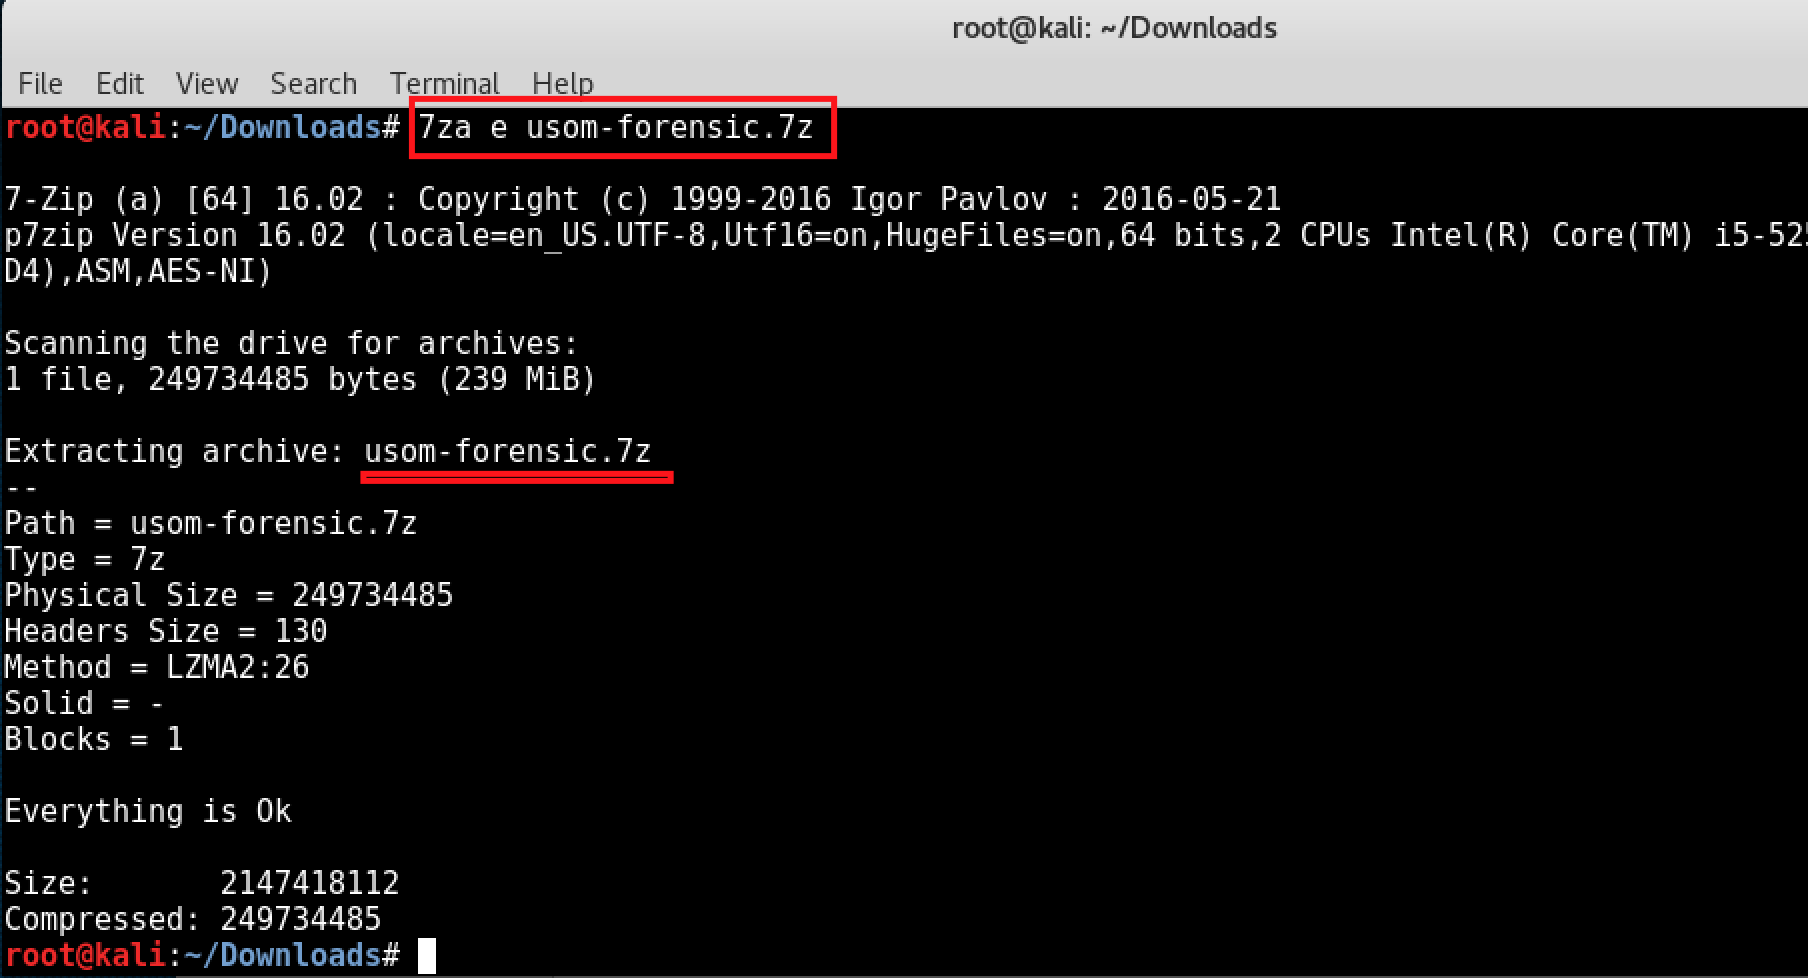 root@kali: ~/Downloads
File Edit View Search Terminal Help
root@kali:~/Downloads# 7za e usom-forensic.7z
7-Zip (a) [64] 16.02 : Copyright (c) 1999-2016 Igor Pavlov : 2016-05-21
p7zip Version 16.02 (locale=en_US.UTF-8,Utf16=on,HugeFiles=on,64 bits,2 CPUs Intel(R) Core(TM)
D4),ASM,AES-NI)
Scanning the drive for archives:
1 file, 249734485 bytes (239 MiB)
Extracting archive: usom-forensic.7z
--
Path = usom-forensic.7z
Type = 7z
Physical Size = 249734485
Headers Size = 130
Method = LZMA2:26
Solid = -
Blocks = 1
Everything is Ok
Size: 2147418112
Compressed: 249734485
root@kali:~/Downloads#